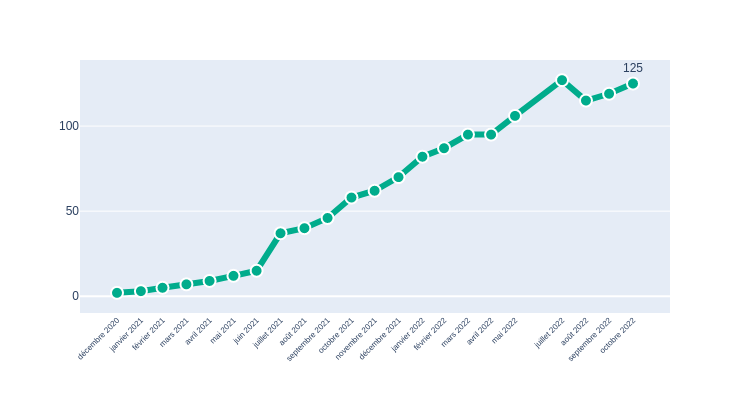 125
100
50
0
décembre 2020
janvier 2021
février 2021
mars 2021
avril 2021
mai 2021
juin 2021
juillet 2021
août 2021
septembre 2021
octobre 2021
novembre 2021
décembre 2021
janvier 2022
février 2022
mars 2022
avril 2022
mai 2022
juillet 2022
août 2022
septembre 2022
octobre 2022